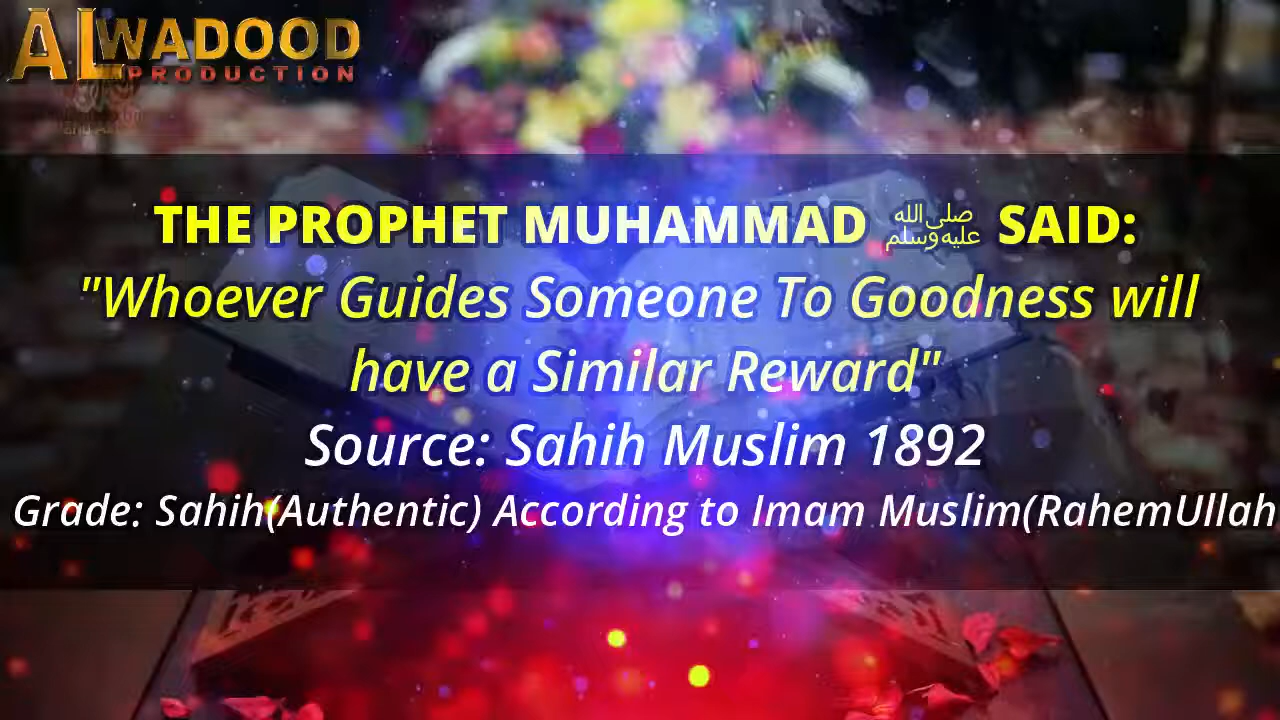 ALWADOOD
PRODUCTION
THE PROPHET MUHAMMAD ﷺ SAID:
"Whoever Guides Someone To Goodness will
have a Similar Reward"
Source: Sahih Muslim 1892
Grade: Sahih(Authentic) According to Imam Muslim(RahemUllah